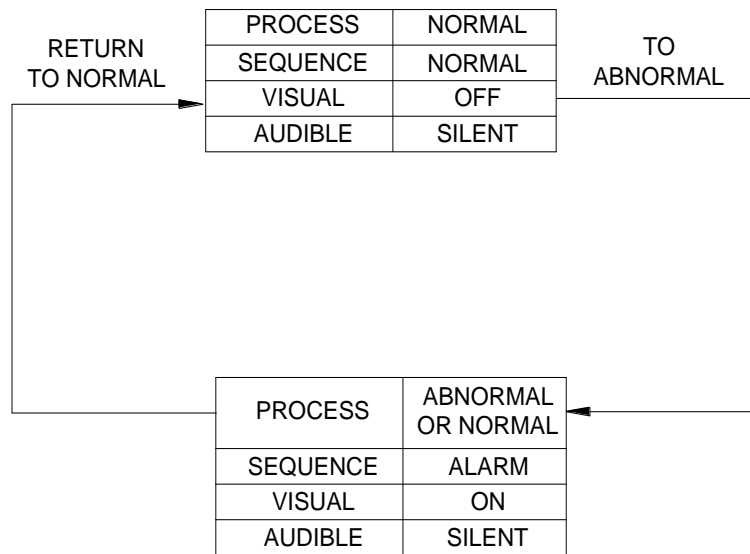 RETURN
TO NORMAL
PROCESS NORMAL
SEQUENCE NORMAL
VISUAL OFF
AUDIBLE SILENT
TO
ABNORMAL
PROCESS ABNORMAL
OR NORMAL
SEQUENCE ALARM
VISUAL ON
AUDIBLE SILENT